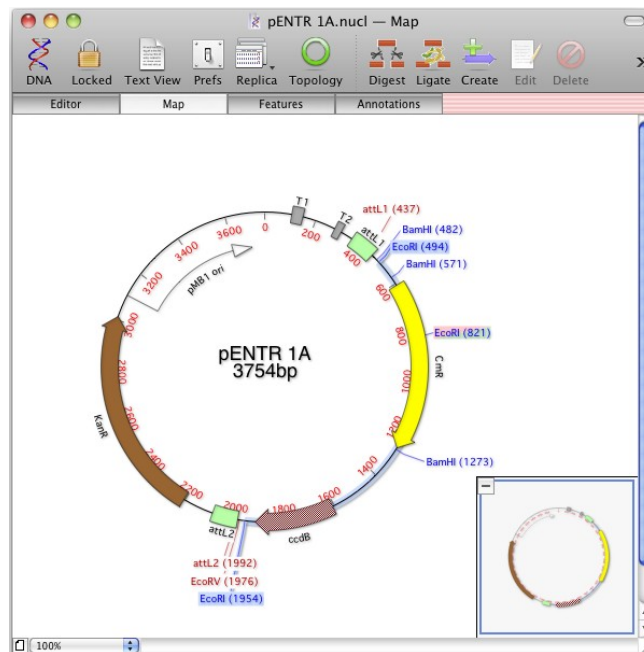 pENTR 1A.nucl — Map
DNA Locked Text View Prefs Replica Topology Digest Ligate Create Edit Delete
Editor Map Features Annotations
T1
T2
attL1 (437)
attL1
BamHI (482)
EcoRI (494)
BamHI (571)
0
200
400
600
800
1000
1200
1400
1600
1800
2000
2200
2400
2600
2800
3000
3200
3400
3600
pMB1 ori
EcoRI (821)
CmR
pENTR 1A
3754bp
KanR
BamHI (1273)
ccdB
attL2
attL2 (1992)
EcoRV (1976)
EcoRI (1954)
100%